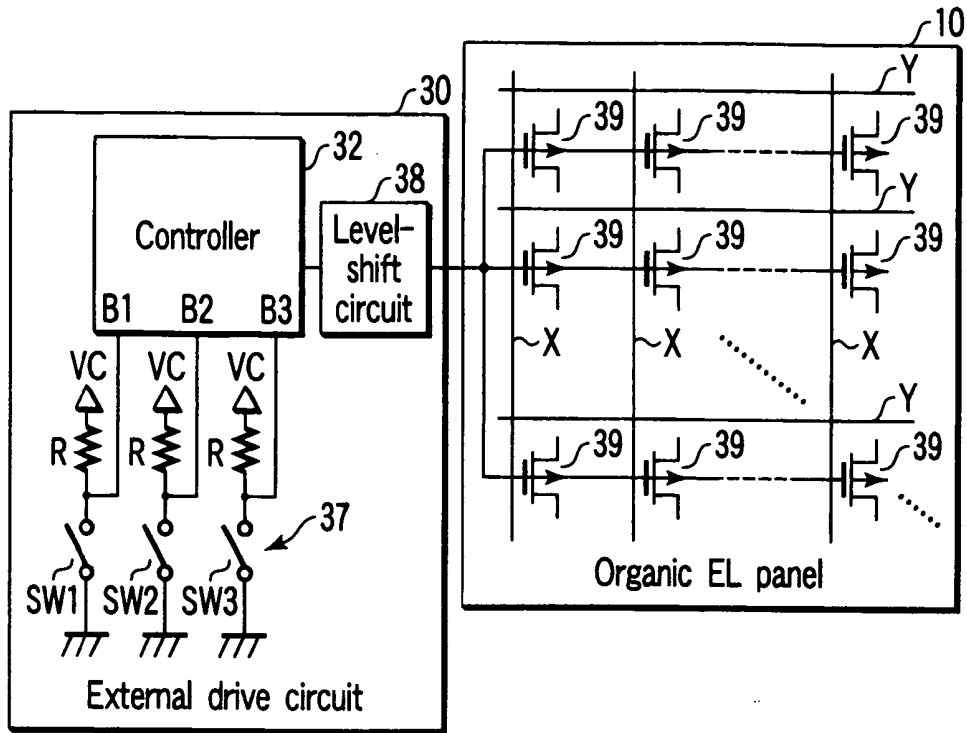 10
30
Y
39 39 39
32
38
Y
Controller
Level-
shift
circuit
39 39 39
B1 B2 B3
X X X
VC VC VC
Y
R R R
39 39 39
37
SW1 SW2 SW3
Organic EL panel
External drive circuit